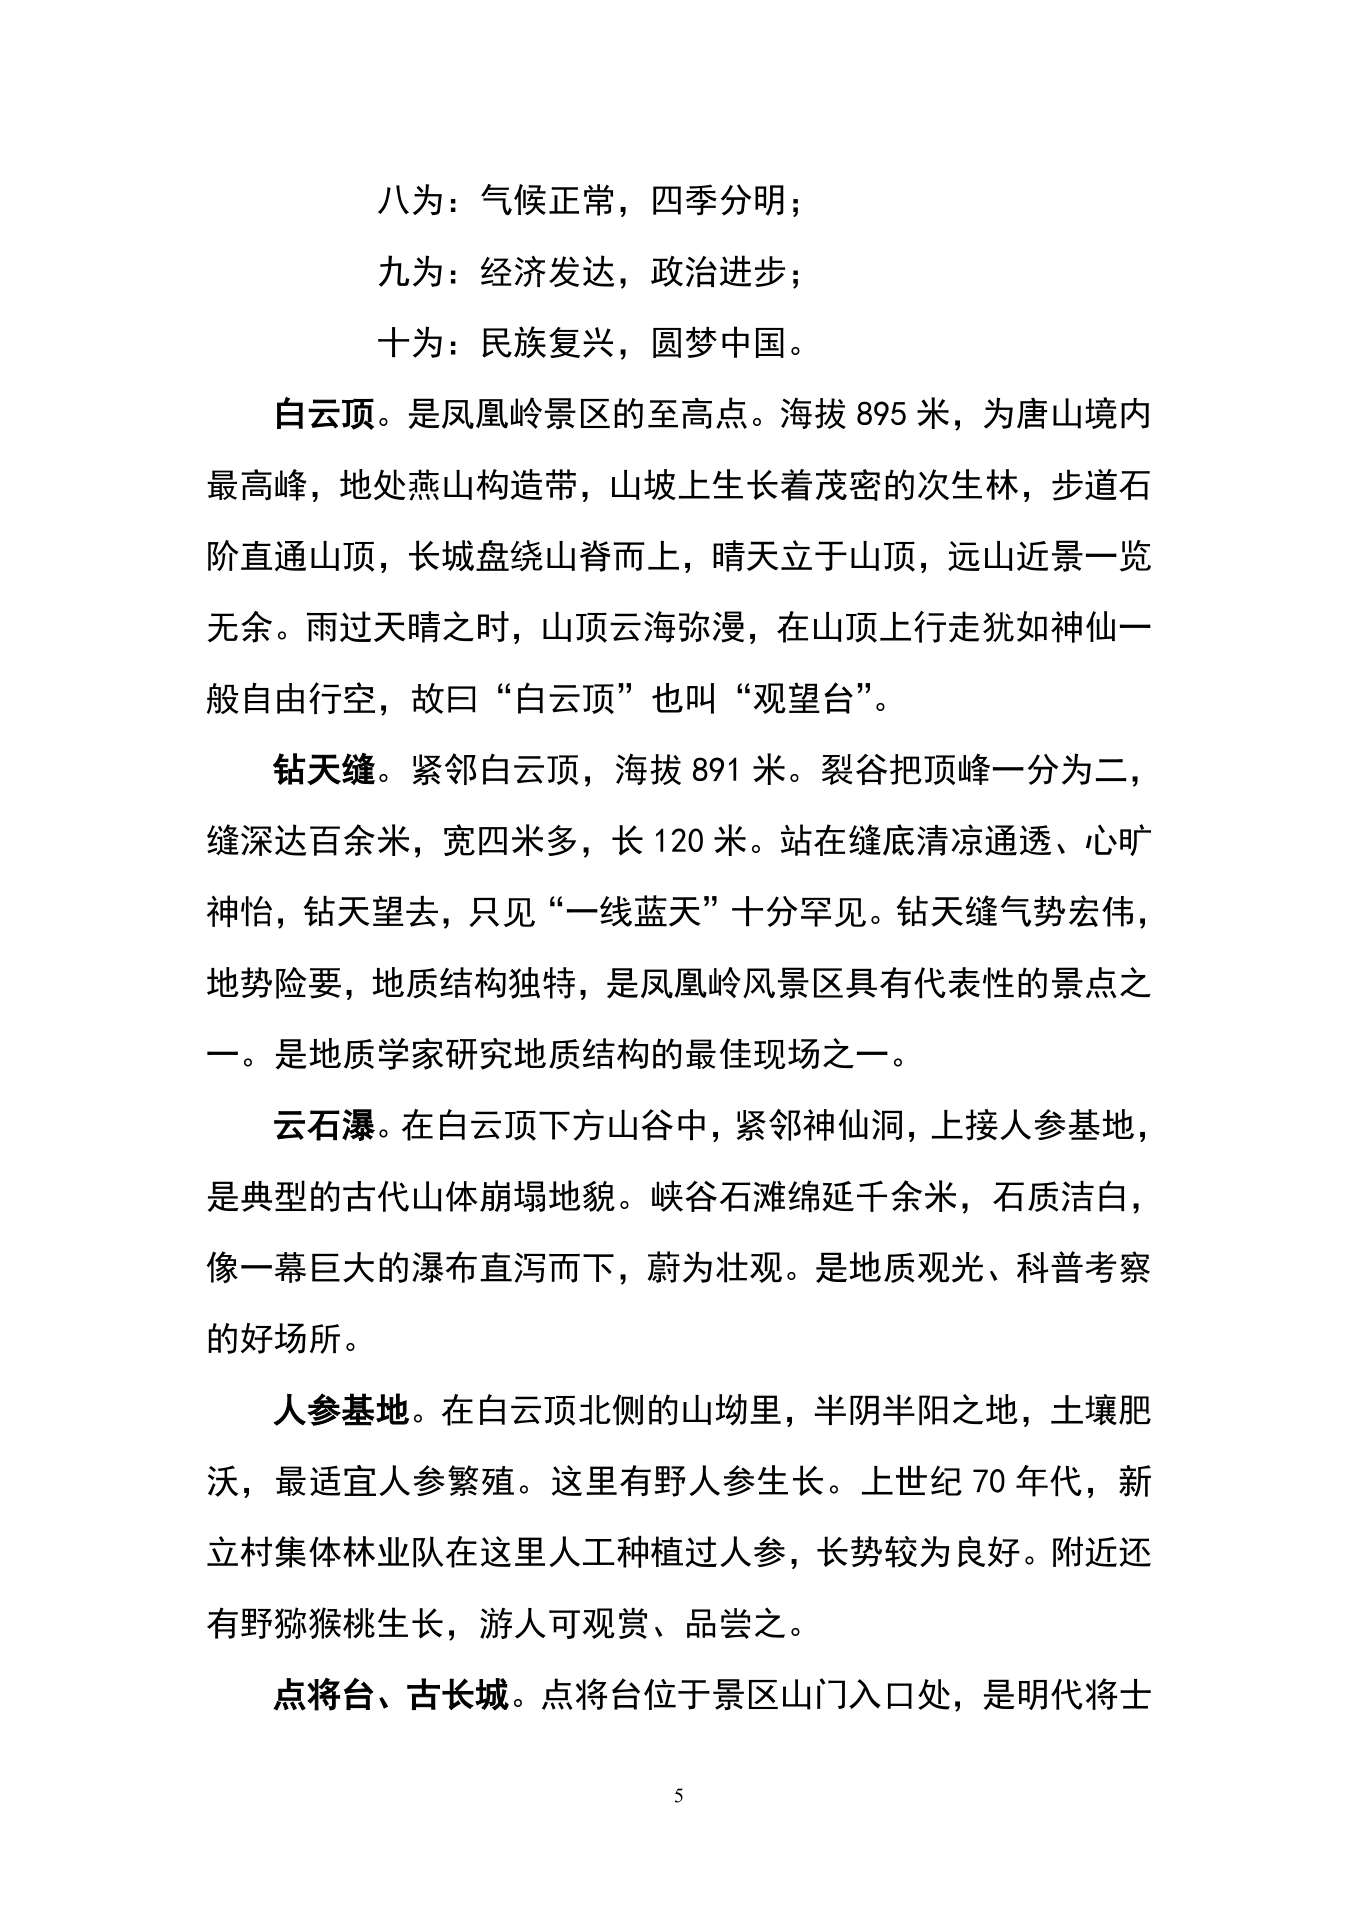 八为：气候正常，四季分明；
九为：经济发达，政治进步；
十为：民族复兴，圆梦中国。
白云顶。是凤凰岭景区的至高点。海拔 895 米，为唐山境内
最高峰，地处燕山构造带，山坡上生长着茂密的次生林，步道石
阶直通山顶，长城盘绕山脊而上，晴天立于山顶，远山近景一览
无余。雨过天晴之时，山顶云海弥漫，在山顶上行走犹如神仙一
般自由行空，故曰“白云顶”也叫“观望台”。
钻天缝。紧邻白云顶，海拔 891 米。裂谷把顶峰一分为二，
缝深达百余米，宽四米多，长 120 米。站在缝底清凉通透、心旷
神怡，钻天望去，只见“一线蓝天”十分罕见。钻天缝气势宏伟，
地势险要，地质结构独特，是凤凰岭风景区具有代表性的景点之
一。是地质学家研究地质结构的最佳现场之一。
云石瀑。在白云顶下方山谷中，紧邻神仙洞，上接人参基地，
是典型的古代山体崩塌地貌。峡谷石滩绵延千余米，石质洁白，
像一幕巨大的瀑布直泻而下，蔚为壮观。是地质观光、科普考察
的好场所。
人参基地。在白云顶北侧的山坳里，半阴半阳之地，土壤肥
沃，最适宜人参繁殖。这里有野人参生长。上世纪 70 年代，新
立村集体林业队在这里人工种植过人参，长势较为良好。附近还
有野猕猴桃生长，游人可观赏、品尝之。
点将台、古长城。点将台位于景区山门入口处，是明代将士
5